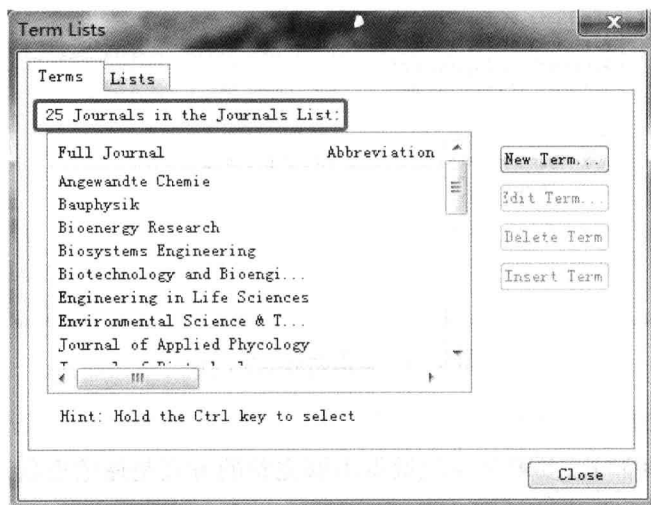 Term Lists
Terms Lists
25 Journals in the Journals List:
Full Journal Abbreviation
Angewandte Chemie
Bauphysik
Bioenergy Research
Biosystems Engineering
Biotechnology and Bioengi...
Engineering in Life Sciences
Environmental Science & T...
Journal of Applied Phycology
New Term...
Edit Term...
Delete Term
Insert Term
Hint: Hold the Ctrl key to select
Close